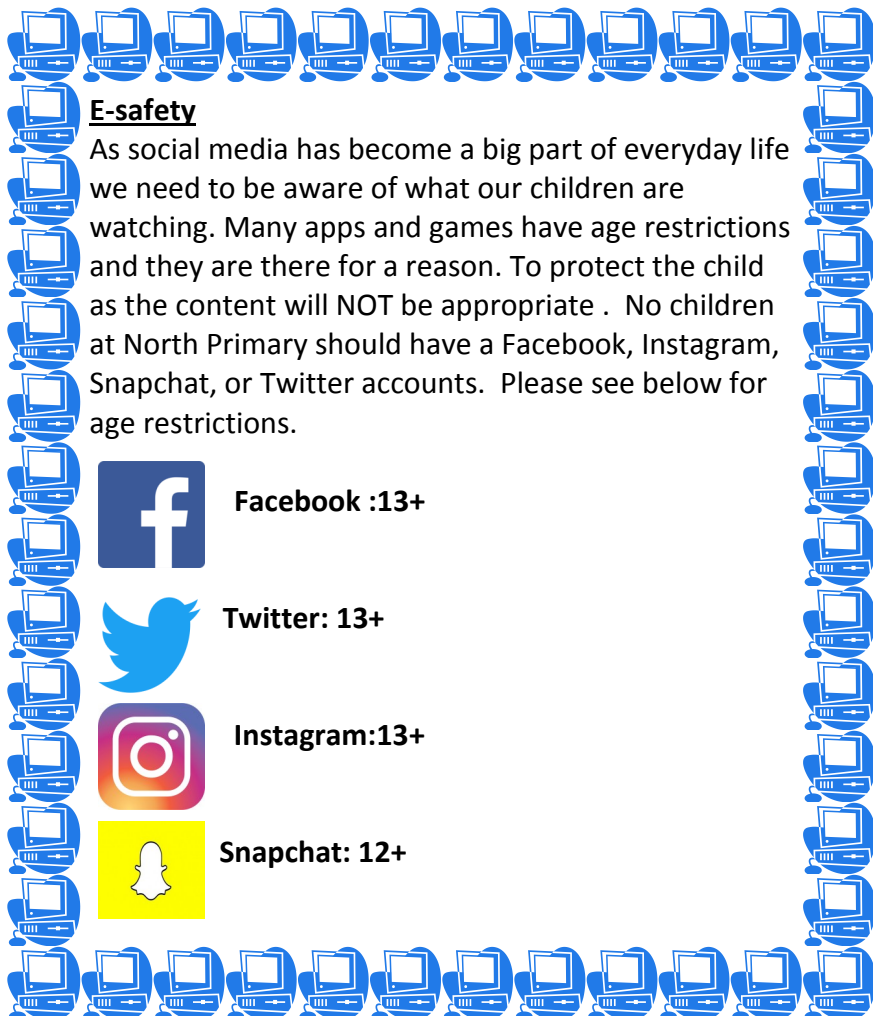 E-safety
As social media has become a big part of everyday life
we need to be aware of what our children are
watching. Many apps and games have age restrictions
and they are there for a reason. To protect the child
as the content will NOT be appropriate .  No children
at North Primary should have a Facebook, Instagram,
Snapchat, or Twitter accounts.  Please see below for
age restrictions.
Facebook :13+
Twitter: 13+
Instagram:13+
Snapchat: 12+